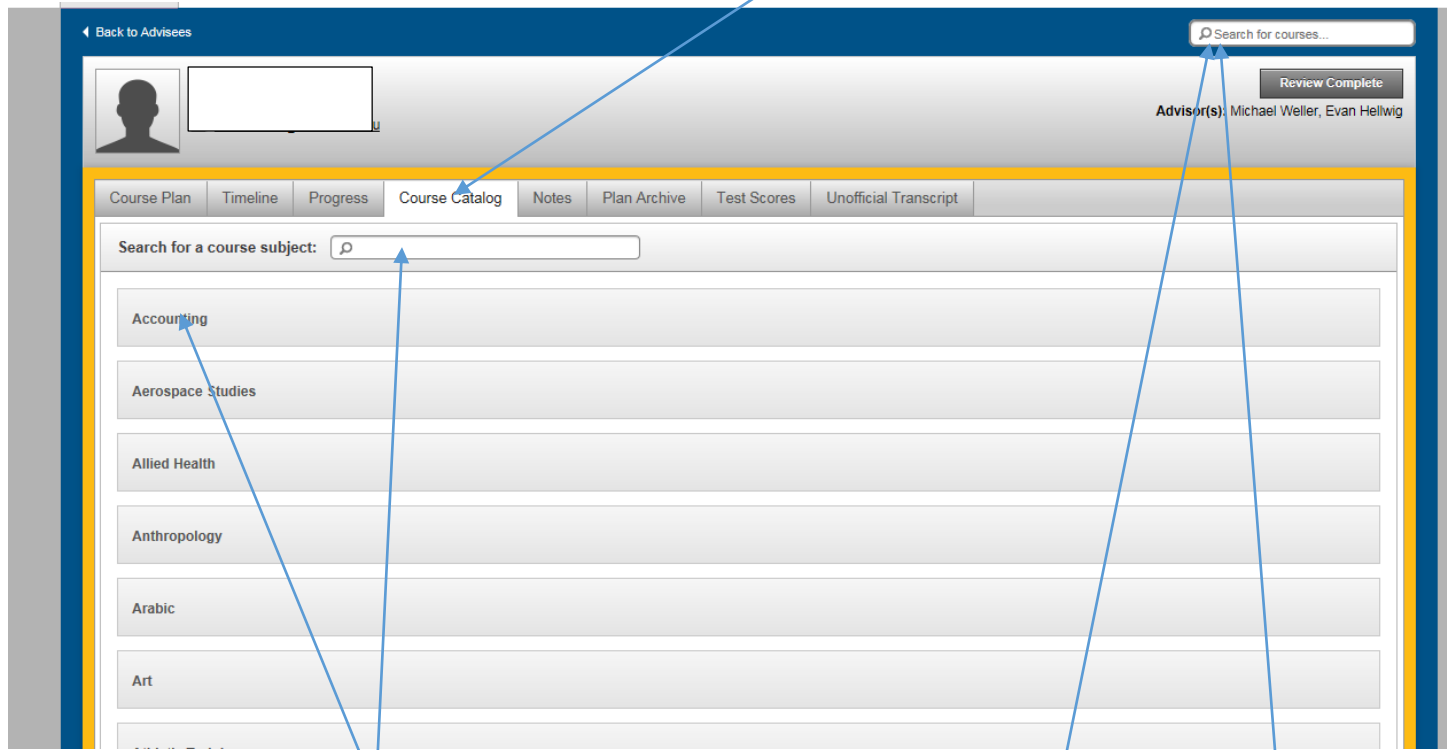 Back to Advisees
Search for courses...
Review Complete
Advisor(s): Michael Weller, Evan Hellwig
u
Course Plan Timeline Progress Course Catalog Notes Plan Archive Test Scores Unofficial Transcript
Search for a course subject:
Accounting
Aerospace Studies
Allied Health
Anthropology
Arabic
Art